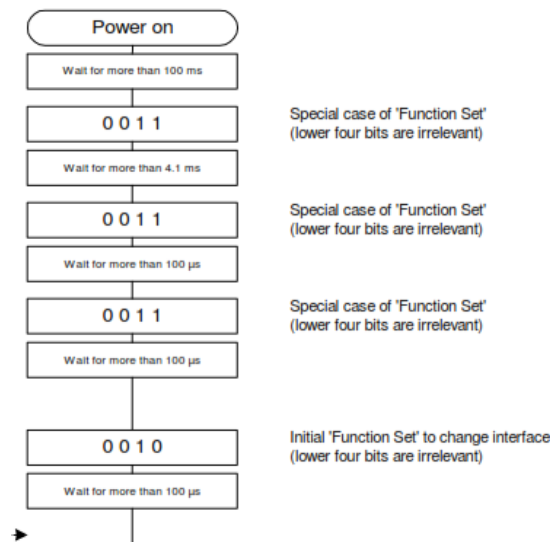 Power on
Wait for more than 100 ms
0 0 1 1
Special case of 'Function Set'
(lower four bits are irrelevant)
Wait for more than 4.1 ms
0 0 1 1
Special case of 'Function Set'
(lower four bits are irrelevant)
Wait for more than 100 µs
0 0 1 1
Special case of 'Function Set'
(lower four bits are irrelevant)
Wait for more than 100 µs
0 0 1 0
Initial 'Function Set' to change interface
(lower four bits are irrelevant)
Wait for more than 100 µs